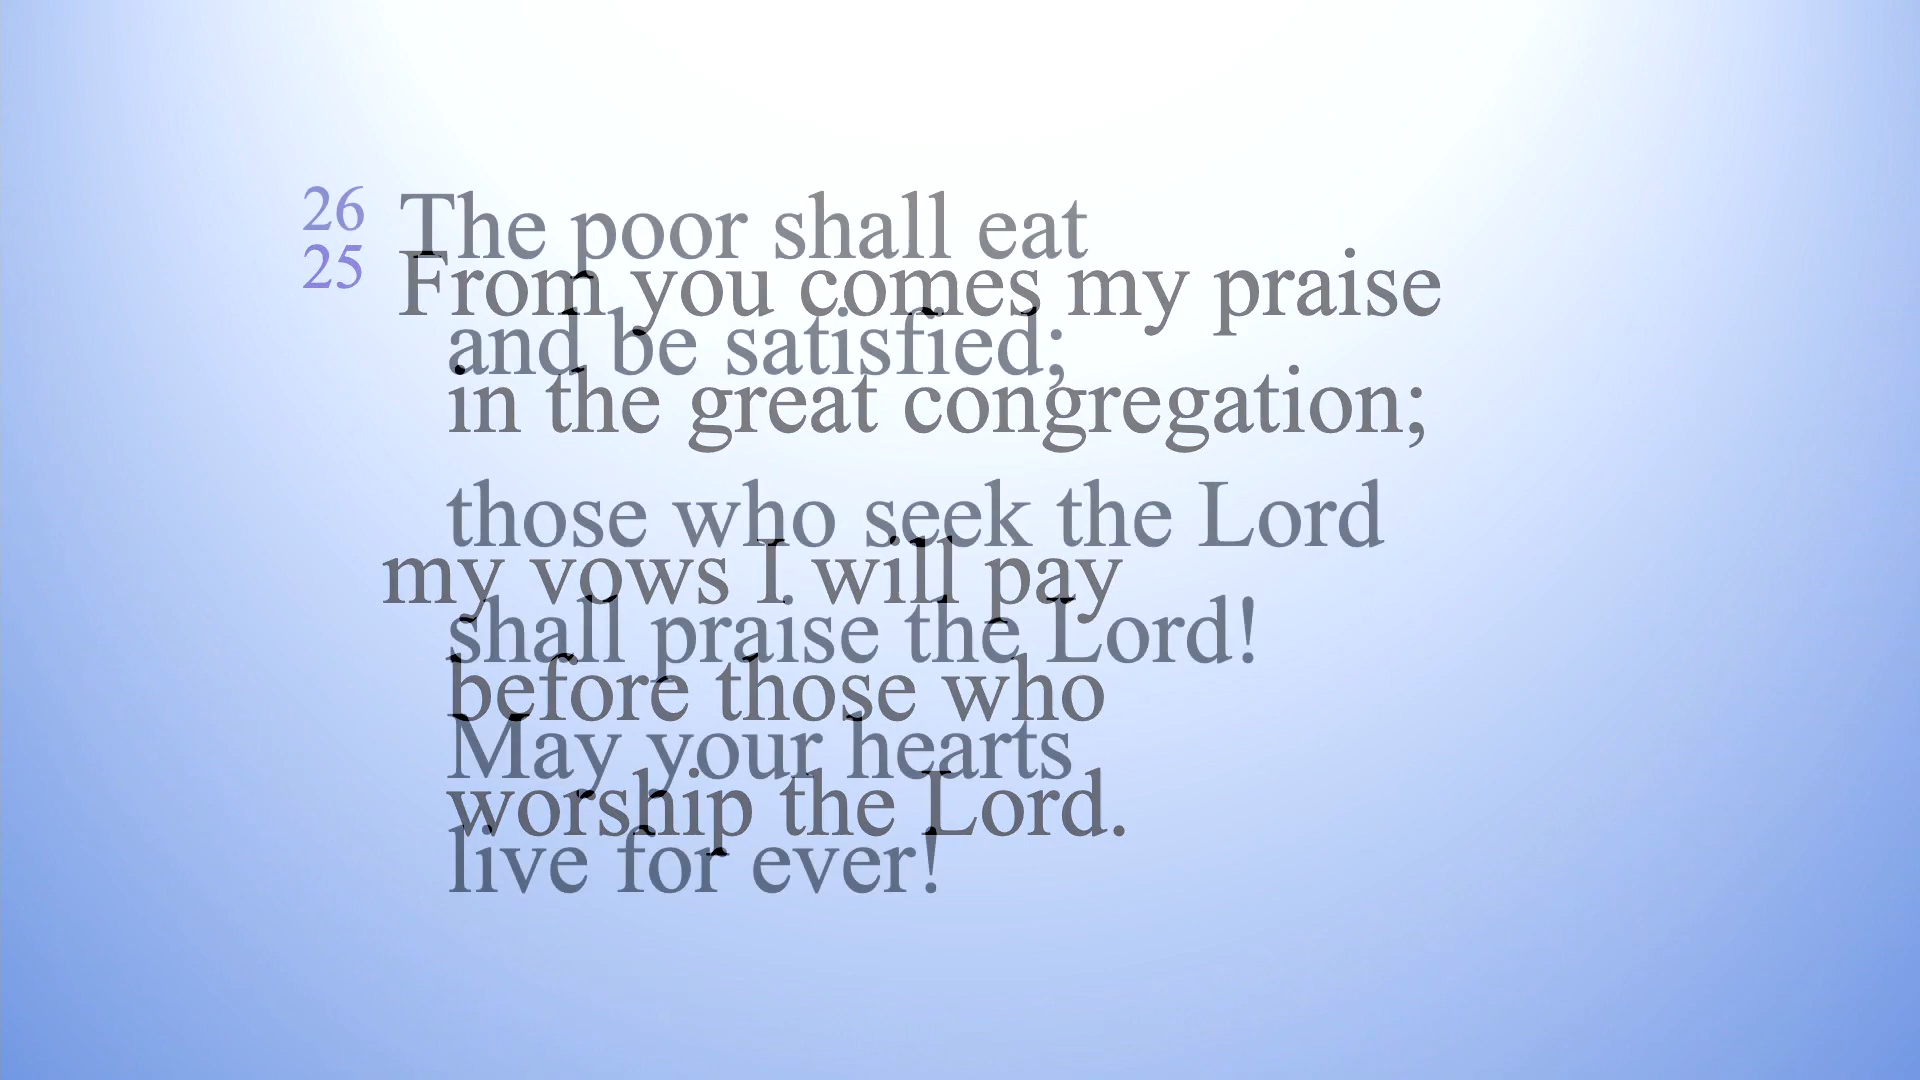 26 The poor shall eat
25 From you comes my praise
and be satisfied;
in the great congregation;
those who seek the Lord
my vows I will pay
shall praise the Lord!
before those who
May your hearts
worship the Lord.
live for ever!